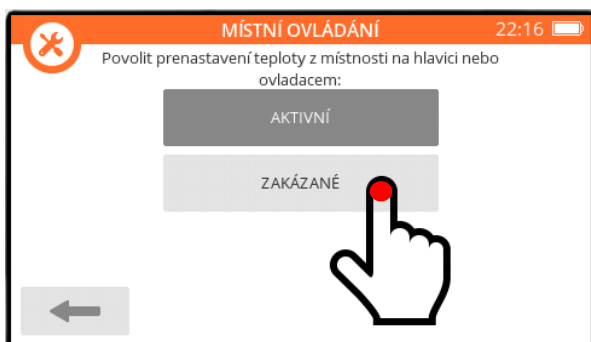 MÍSTNÍ OVLÁDÁNÍ 22:16
Povolit prenastavení teploty z místnosti na hlavici nebo
ovladacem:
AKTIVNÍ
ZAKÁZANÉ